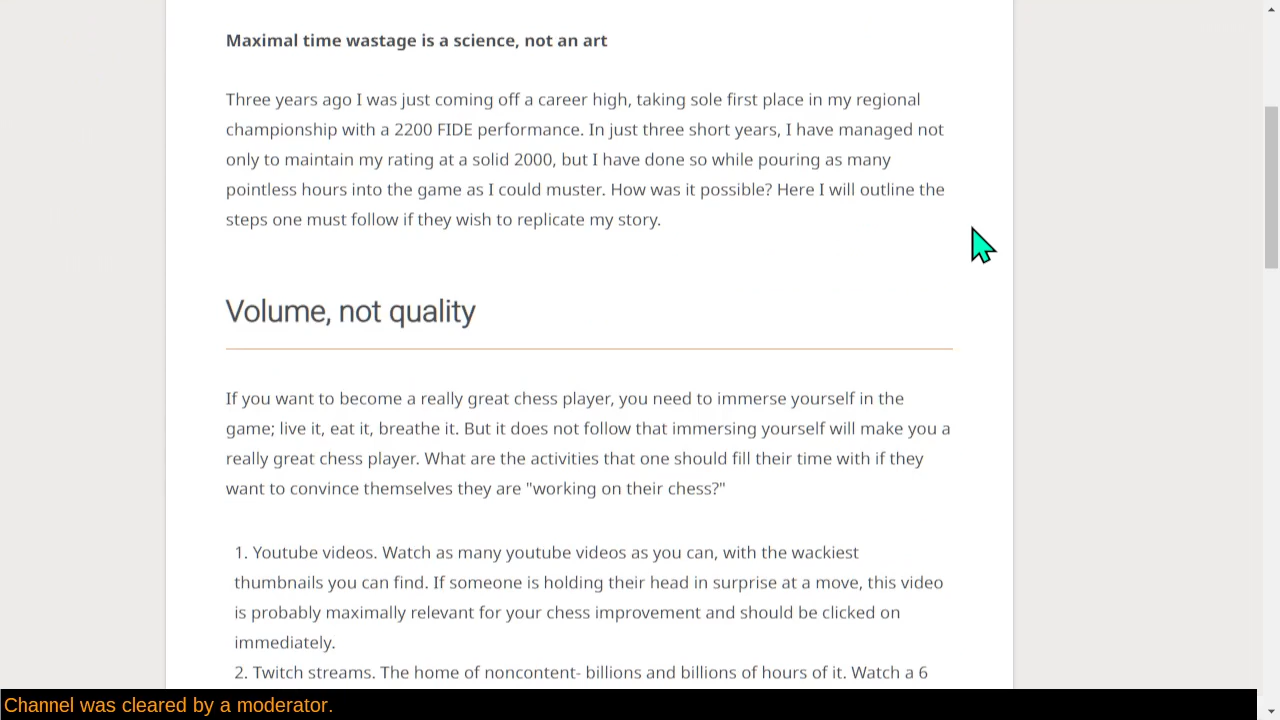 Maximal time wastage is a science, not an art
Three years ago I was just coming off a career high, taking sole first place in my regional
championship with a 2200 FIDE performance. In just three short years, I have managed not
only to maintain my rating at a solid 2000, but I have done so while pouring as many
pointless hours into the game as I could muster. How was it possible? Here I will outline the
steps one must follow if they wish to replicate my story.
Volume, not quality
If you want to become a really great chess player, you need to immerse yourself in the
game; live it, eat it, breathe it. But it does not follow that immersing yourself will make you a
really great chess player. What are the activities that one should fill their time with if they
want to convince themselves they are "working on their chess?"
1. Youtube videos. Watch as many youtube videos as you can, with the wackiest
thumbnails you can find. If someone is holding their head in surprise at a move, this video
is probably maximally relevant for your chess improvement and should be clicked on
immediately.
2. Twitch streams. The home of noncontent- billions and billions of hours of it. Watch a 6
Channel was cleared by a moderator.